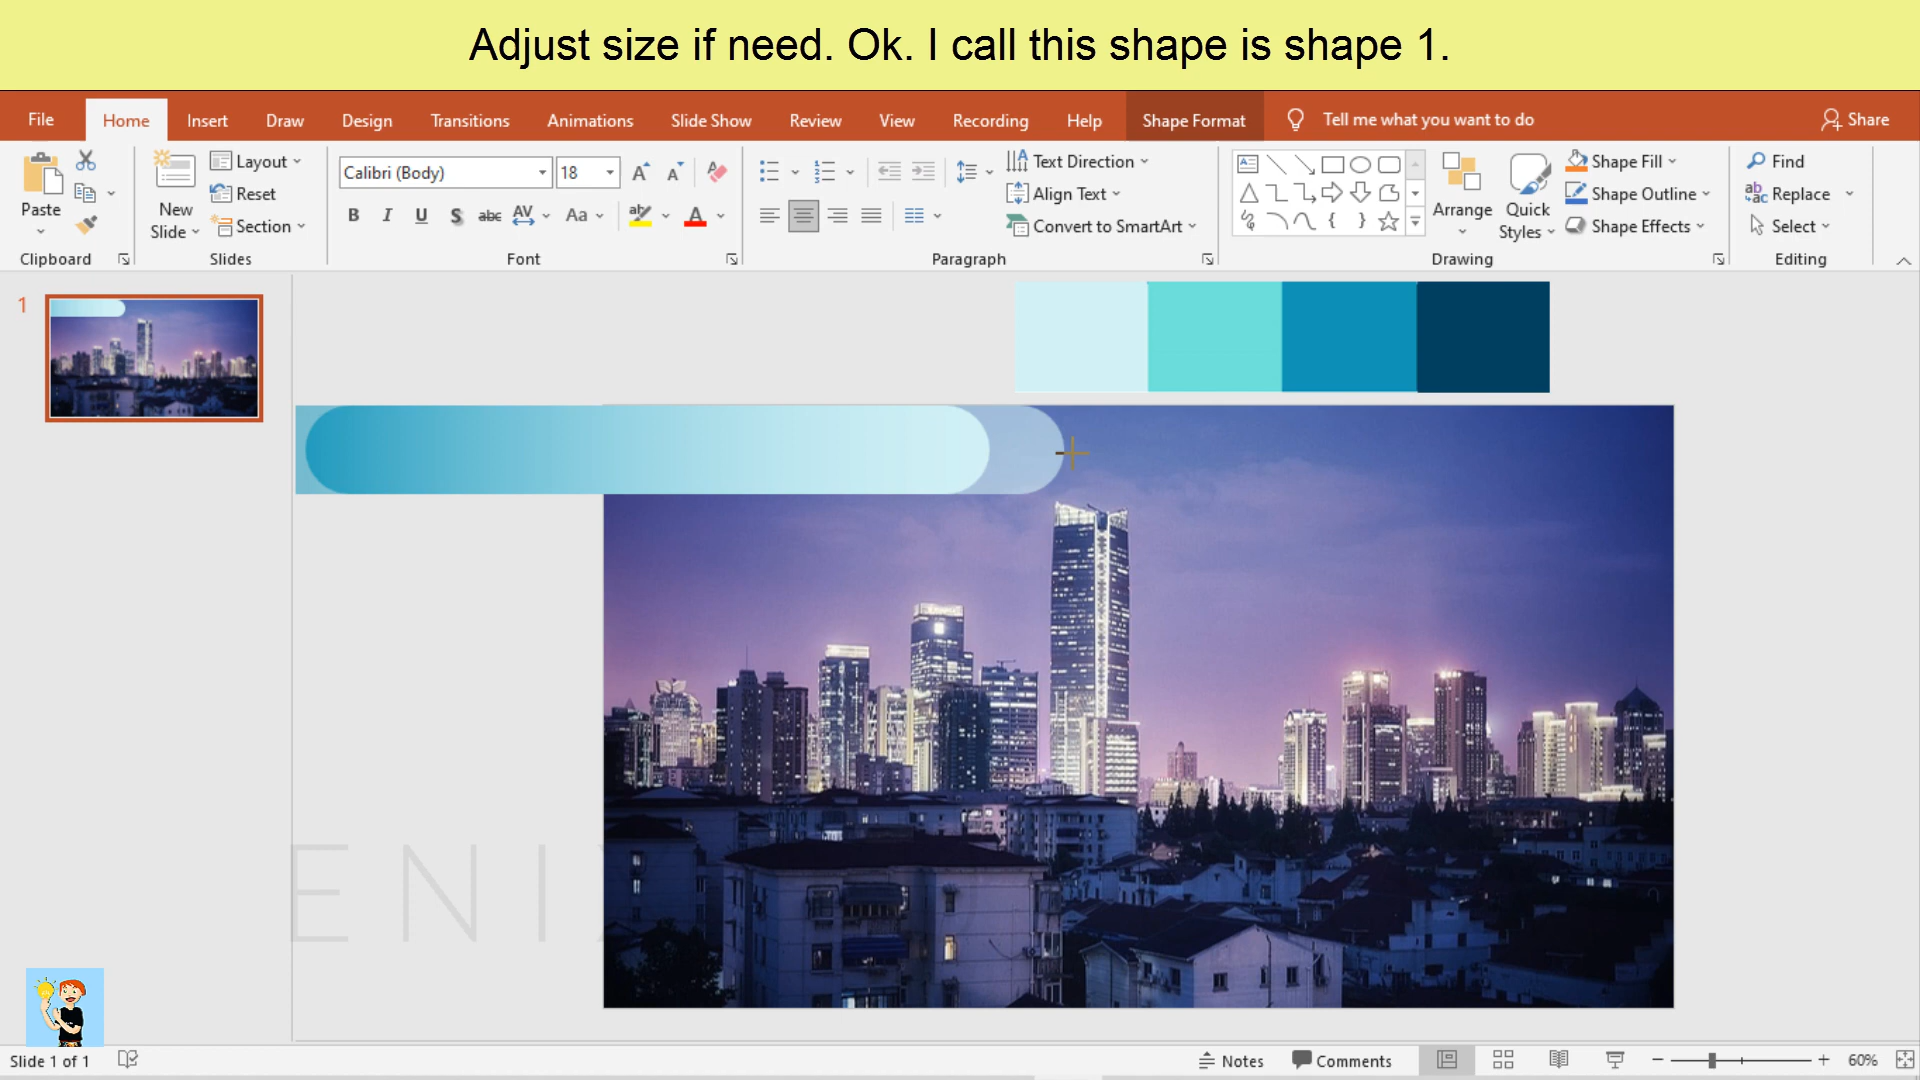 Adjust size if need. Ok. I call this shape is shape 1.
File Home Insert Draw Design Transitions Animations Slide Show Review View Recording Help Shape Format Tell me what you want to do Share
Paste
New
Slide
Layout
Reset
Section
Calibri (Body) 18
B I U S abc AV Aa A
Text Direction
Align Text
Convert to SmartArt
Arrange
Quick
Styles
Shape Fill
Shape Outline
Shape Effects
Find
Replace
Select
Clipboard Slides Font Paragraph Drawing Editing
1
ENI
Slide 1 of 1 Notes Comments 60%